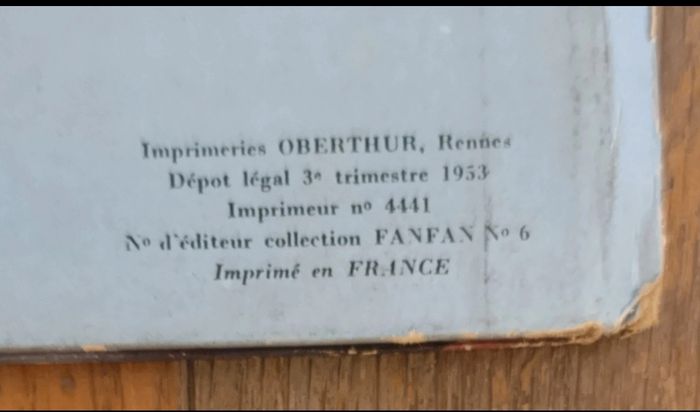 Imprimeries OBERTHUR, Rennes
Dépot légal 3e trimestre 1953
Imprimeur no 4441
No d'éditeur collection FANFAN No 6
Imprimé en FRANCE